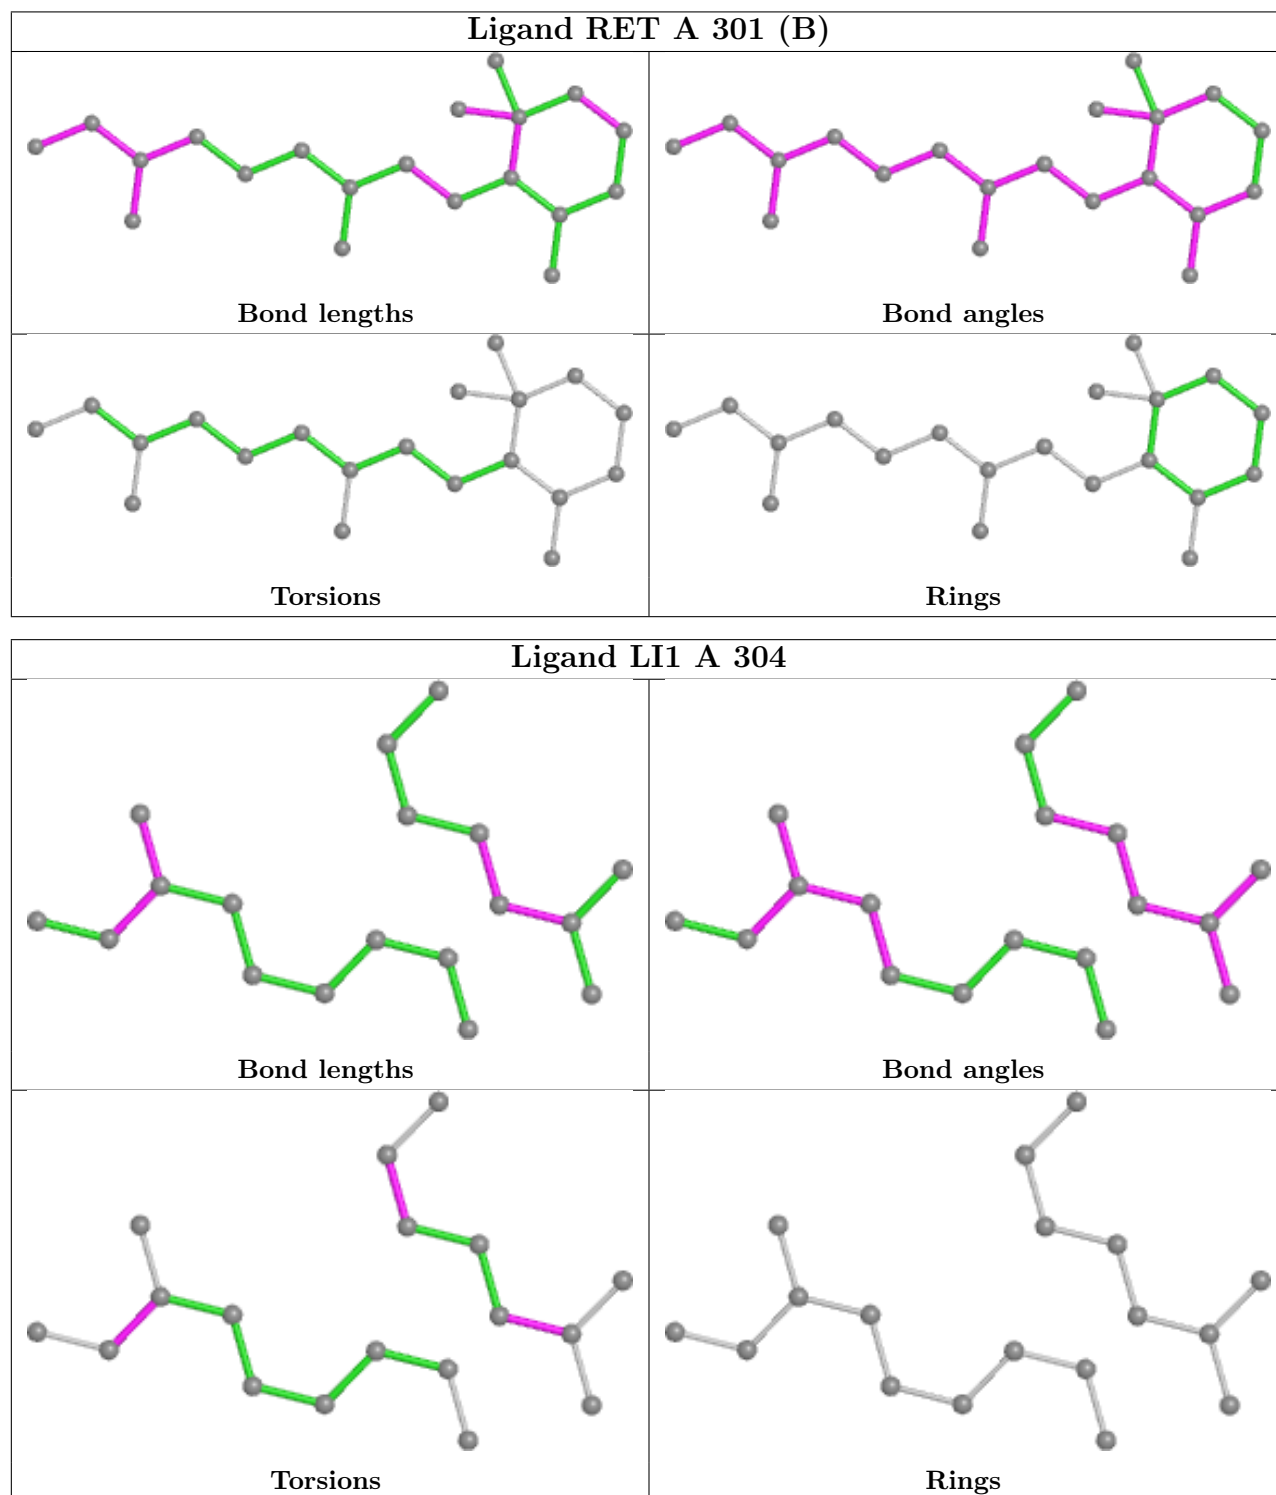 Ligand RET A 301 (B)
Bond lengths
Bond angles
Torsions
Rings
Ligand LI1 A 304
Bond lengths
Bond angles
Torsions
Rings